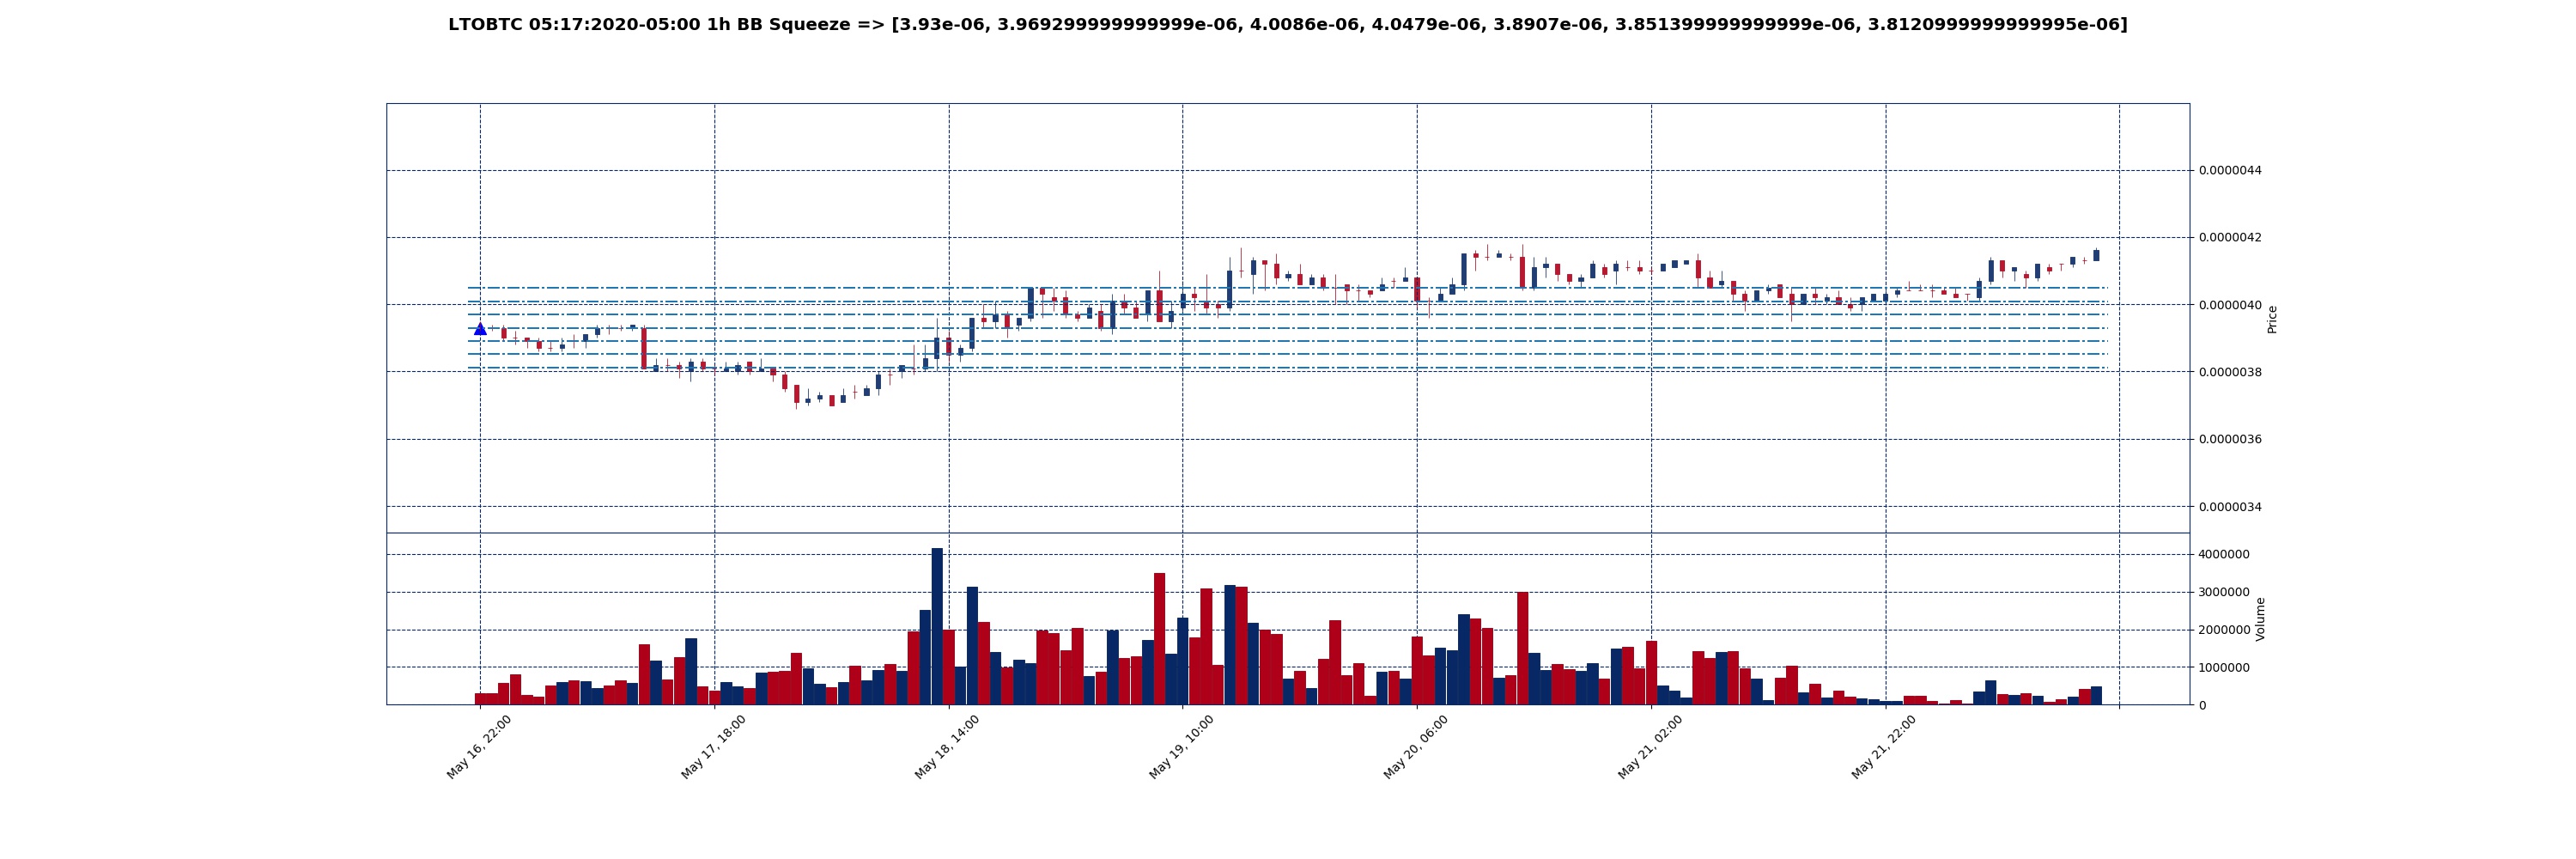 LTOBTC 05:17:2020-05:00 1h BB Squeeze => [3.93e-06, 3.969299999999999e-06, 4.0086e-06, 4.0479e-06, 3.8907e-06, 3.851399999999999e-06, 3.8120999999999995e-06]
0.0000044
0.0000042
0.0000040
Price
0.0000038
0.0000036
0.0000034
4000000
3000000
Volume
2000000
1000000
0
May 16, 22:00
May 17, 18:00
May 18, 14:00
May 19, 10:00
May 20, 06:00
May 21, 02:00
May 21, 22:00